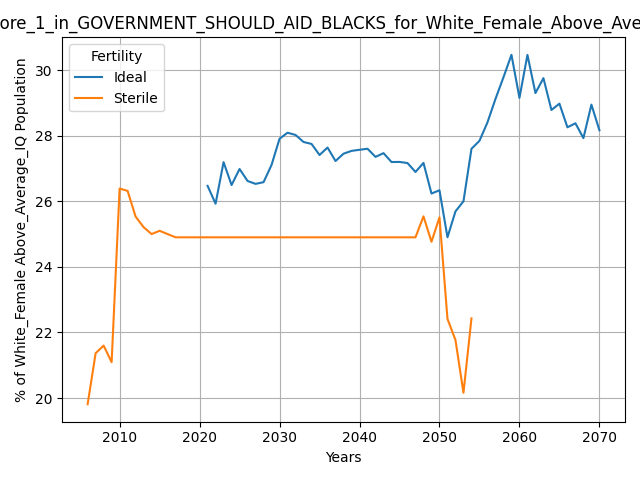 ore_1_in_GOVERNMENT_SHOULD_AID_BLACKS_for_White_Female_Above_Ave
Fertility
Ideal
Sterile
% of White_Female Above_Average_IQ Population
30
28
26
24
22
20
2010 2020 2030 2040 2050 2060 2070
Years